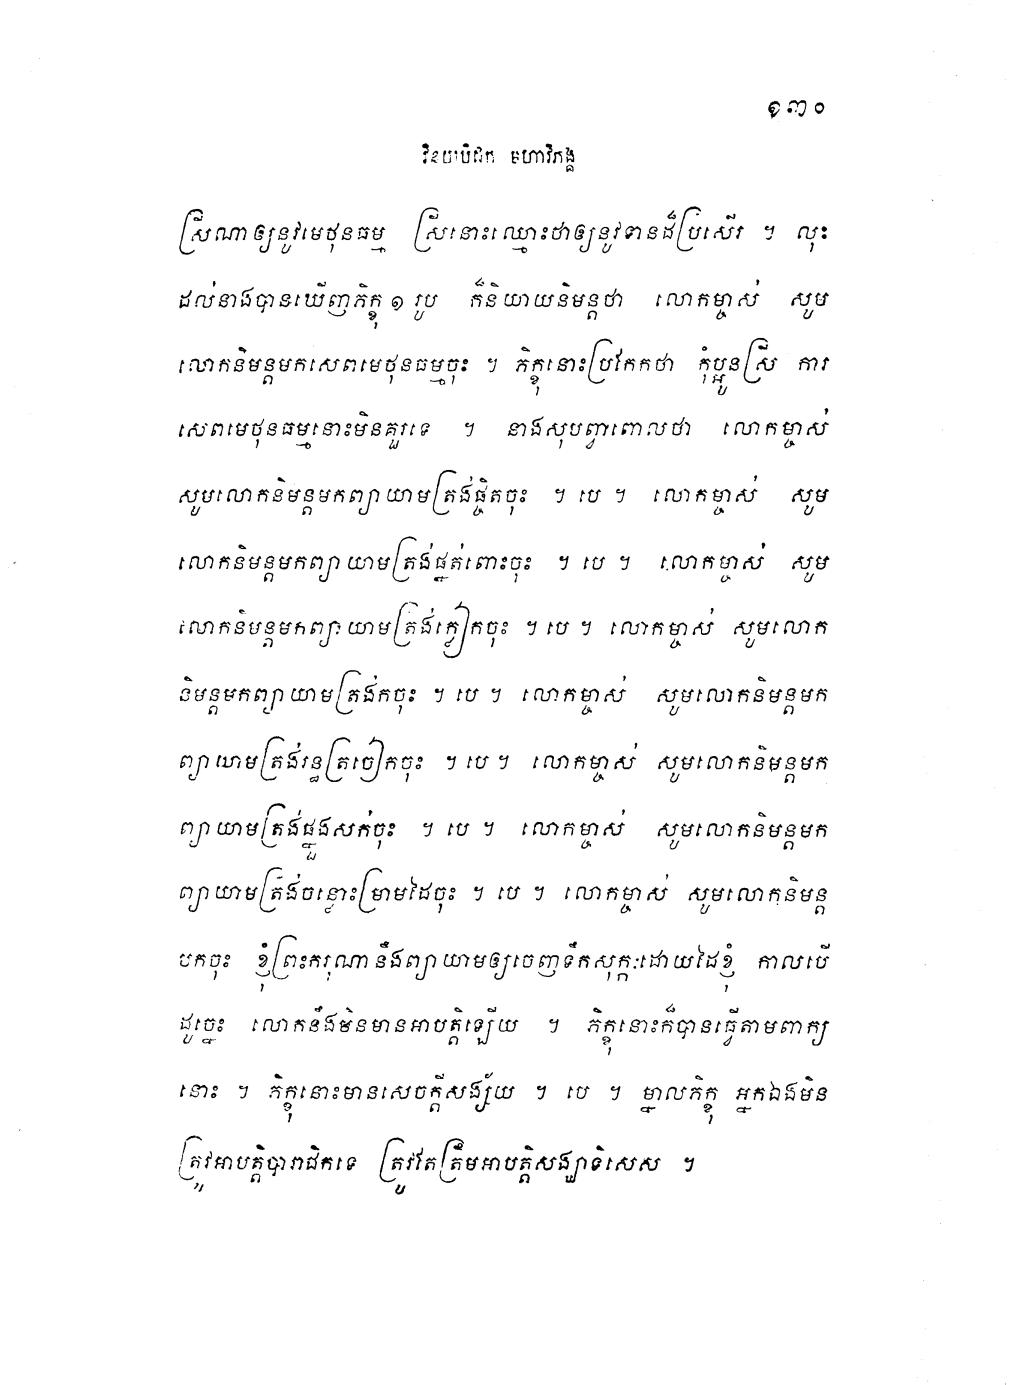 ១៣០
វិនយបិដក មហាវិភង្គ
ស្រីណាឲ្យនូវមេថុនធម្ម ស្រីនោះឈ្មោះថាឲ្យនូវទានដ៏ប្រសើរ ។ លុះ
ដល់នាងបានឃើញភិក្ខុ ១ រូប ក៏និយាយនិមន្តថា លោកម្ចាស់ សូម
លោកនិមន្តមកសេពមេថុនធម្មចុះ ។ ភិក្ខុនោះប្រកែកថា កុំប្អូនស្រី ការ
សេពមេថុនធម្មនោះមិនគួរទេ ។ នាងសុបព្វាពោលថា លោកម្ចាស់
សូមលោកនិមន្តមកព្យាយាមត្រង់ផ្ចិតចុះ ។ បេ ។ លោកម្ចាស់ សូម
លោកនិមន្តមកព្យាយាមត្រង់ផ្នត់ពោះចុះ ។ បេ ។ លោកម្ចាស់ សូម
លោកនិមន្តមកព្យាយាមត្រង់ក្លៀកចុះ ។ បេ ។ លោកម្ចាស់ សូមលោក
និមន្តមកព្យាយាមត្រង់កចុះ ។ បេ ។ លោកម្ចាស់ សូមលោកនិមន្តមក
ព្យាយាមត្រង់រន្ធត្រចៀកចុះ ។ បេ ។ លោកម្ចាស់ សូមលោកនិមន្តមក
ព្យាយាមត្រង់ផ្នួងសក់ចុះ ។ បេ ។ លោកម្ចាស់ សូមលោកនិមន្តមក
ព្យាយាមត្រង់ចន្លោះម្រាមដៃចុះ ។ បេ ។ លោកម្ចាស់ សូមលោកនិមន្ត
មកចុះ ខ្ញុំព្រះករុណានឹងព្យាយាមឲ្យចេញទឹកសុក្កៈដោយដៃខ្ញុំ កាលបើ
ដូច្នេះ លោកនឹងមិនមានអាបត្តិឡើយ ។ ភិក្ខុនោះក៏បានធ្វើតាមពាក្យ
នោះ ។ ភិក្ខុនោះមានសេចក្តីសង្ស័យ ។ បេ ។ ម្នាលភិក្ខុ អ្នកឯងមិន
ត្រូវអាបត្តិបារាជិកទេ ត្រូវតែត្រឹមអាបត្តិសង្ឃាទិសេស ។